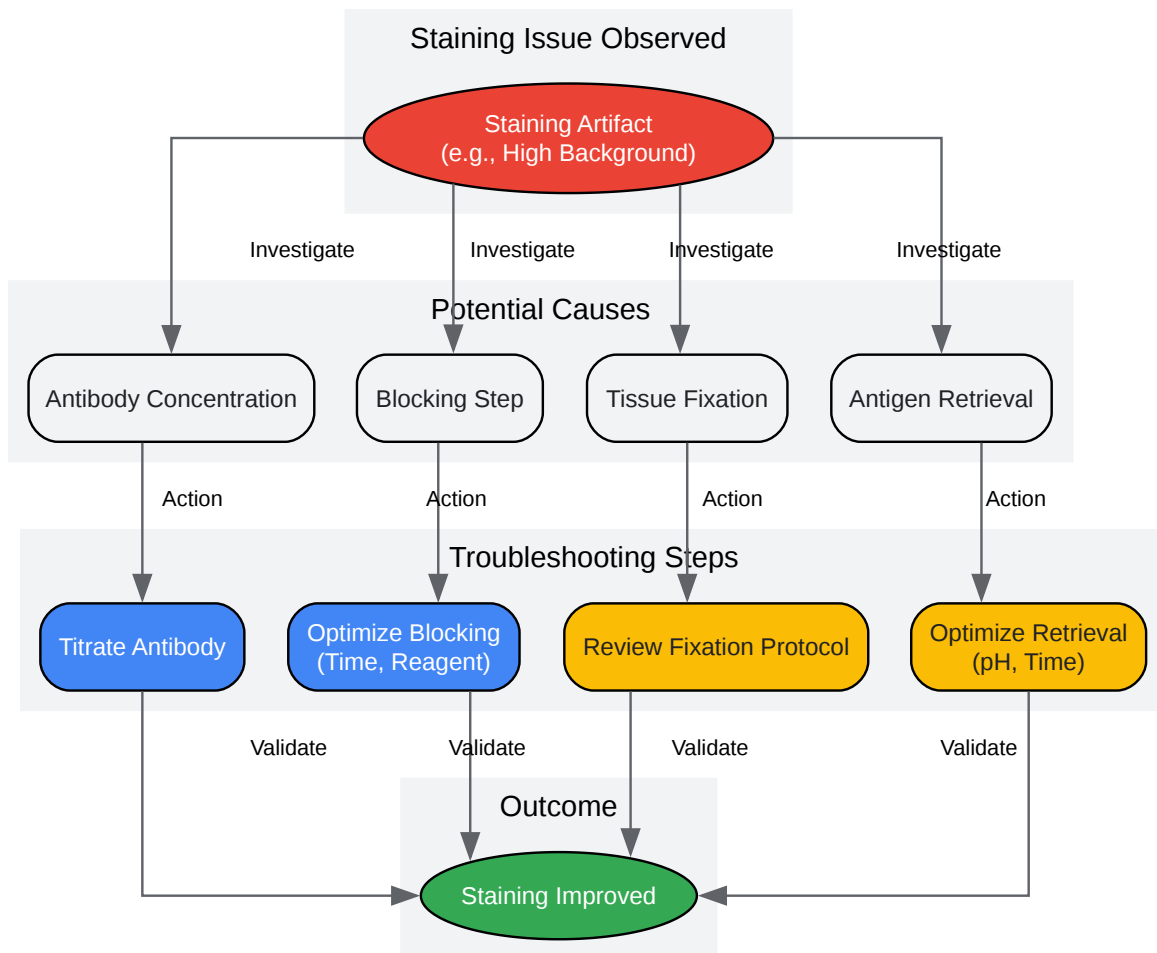 Staining Issue Observed
Staining Artifact
(e.g., High Background)
Investigate
Investigate
Investigate
Investigate
Potential Causes
Antibody Concentration
Blocking Step
Tissue Fixation
Antigen Retrieval
Action
Action
Action
Action
Troubleshooting Steps
Titrate Antibody
Optimize Blocking
(Time, Reagent)
Review Fixation Protocol
Optimize Retrieval
(pH, Time)
Validate
Validate
Validate
Validate
Outcome
Staining Improved